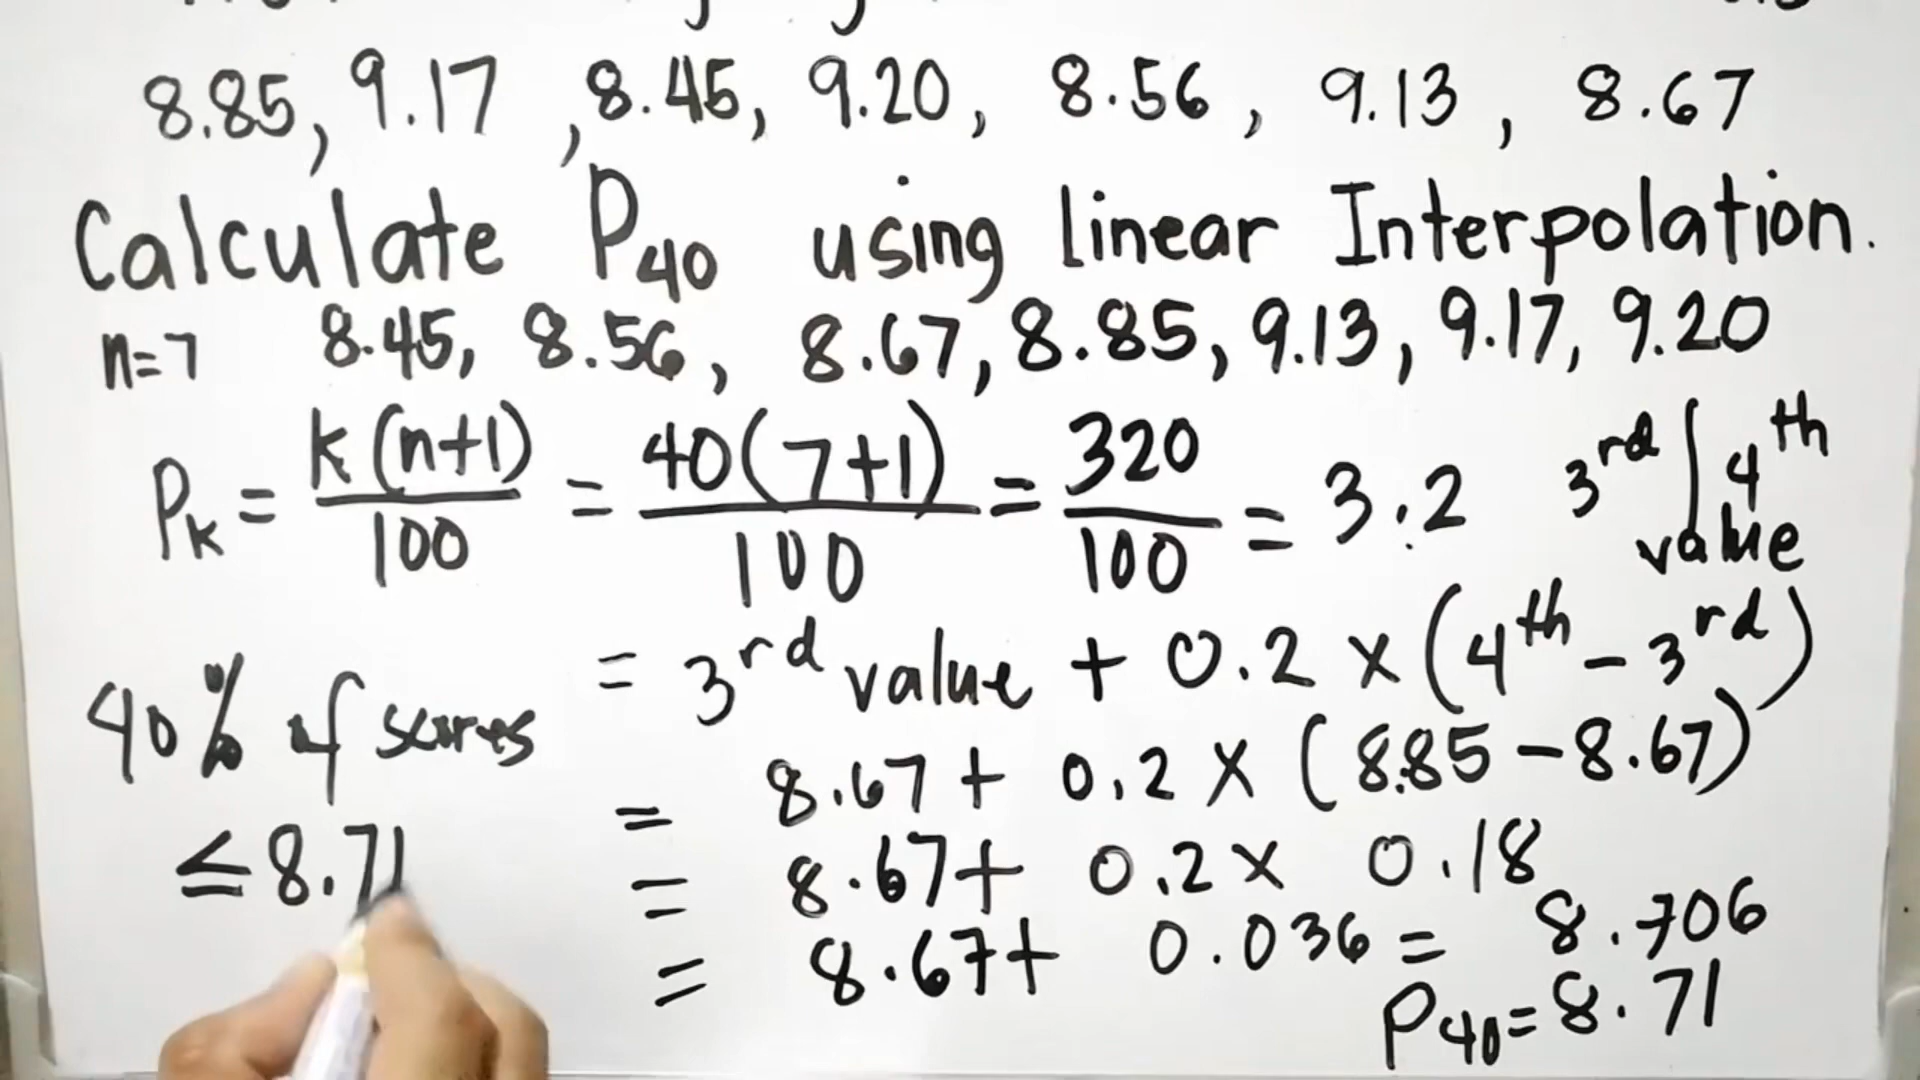 8.85, 9.17, 8.45, 9.20, 8.56, 9.13, 8.67
Calculate P₄₀ using linear Interpolation.
n=7 8.45, 8.56, 8.67, 8.85, 9.13, 9.17, 9.20
Pₖ = k(n+1)/100 = 40(7+1)/100 = 320/100 = 3.2 3rd | 4th value
= 3rd value + 0.2 x (4th - 3rd)
40% of scores
≤ 8.71
= 8.67 + 0.2 x (8.85 - 8.67)
= 8.67 + 0.2 x 0.18
= 8.67 + 0.036 = 8.706
P₄₀ = 8.71